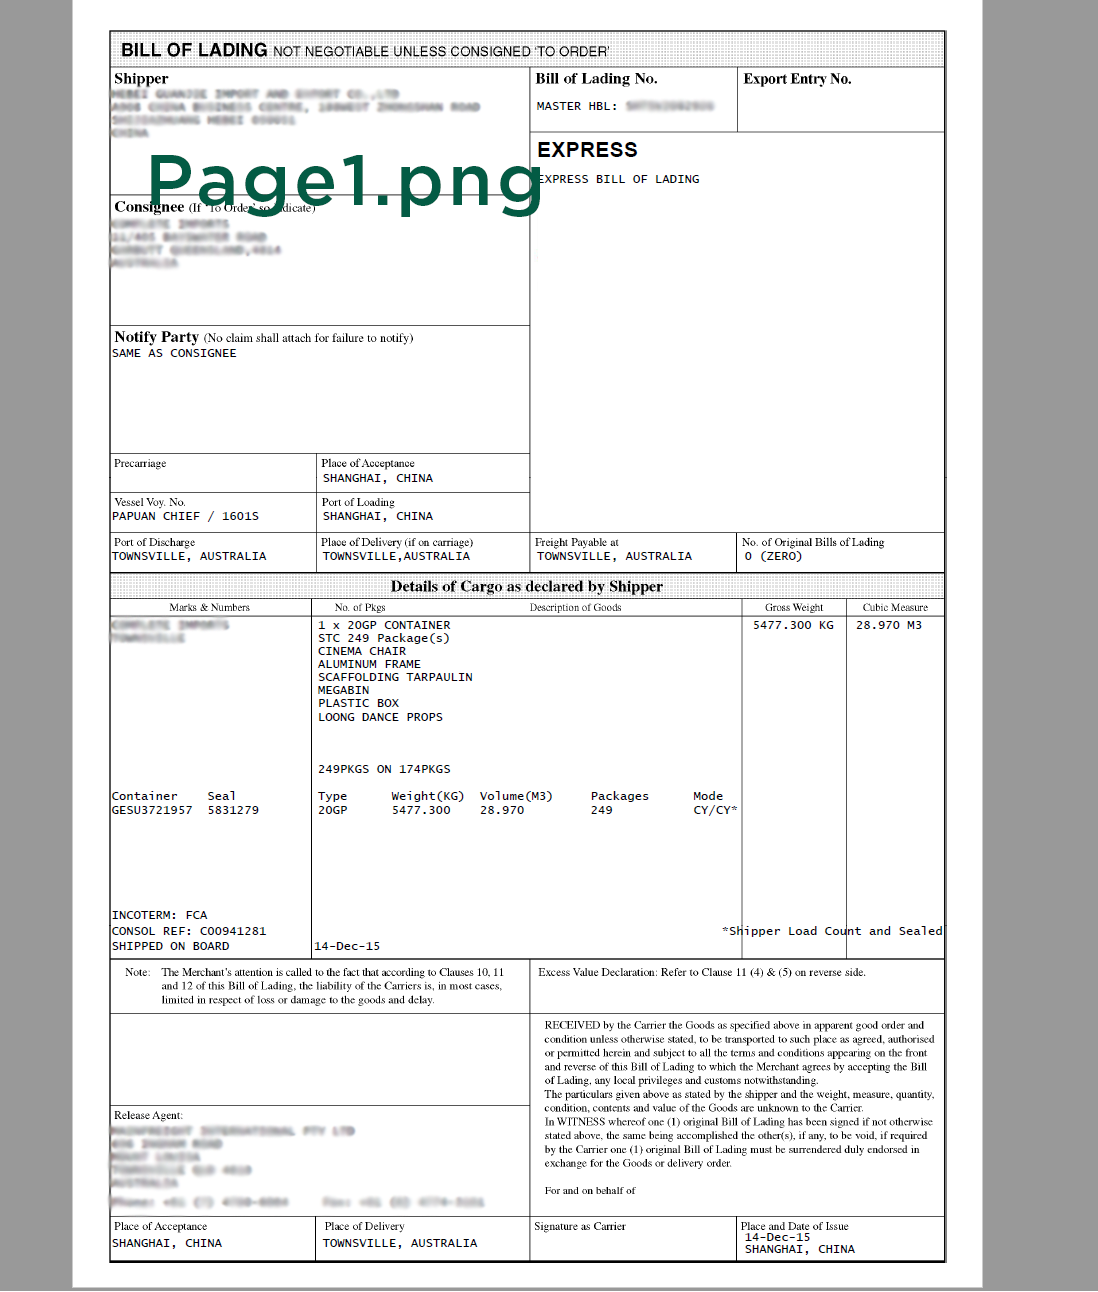 BILL OF LADING NOT NEGOTIABLE UNLESS CONSIGNED 'TO ORDER'
Shipper
Bill of Lading No.
Export Entry No.
MASTER HBL:
EXPRESS
EXPRESS BILL OF LADING
Page1.png
Consignee (If 'To Order' so indicate)
Notify Party (No claim shall attach for failure to notify)
SAME AS CONSIGNEE
Precarriage
Place of Acceptance
SHANGHAI, CHINA
Vessel Voy. No.
PAPUAN CHIEF / 1601S
Port of Loading
SHANGHAI, CHINA
Port of Discharge
TOWNSVILLE, AUSTRALIA
Place of Delivery (if on carriage)
TOWNSVILLE,AUSTRALIA
Freight Payable at
TOWNSVILLE, AUSTRALIA
No. of Original Bills of Lading
0 (ZERO)
Details of Cargo as declared by Shipper
Marks & Numbers No. of Pkgs Description of Goods Gross Weight Cubic Measure
1 x 20GP CONTAINER 5477.300 KG 28.970 M3
STC 249 Package(s)
CINEMA CHAIR
ALUMINUM FRAME
SCAFFOLDING TARPAULIN
MEGABIN
PLASTIC BOX
LOONG DANCE PROPS
249PKGS ON 174PKGS
Container Seal Type Weight(KG) Volume(M3) Packages Mode
GESU3721957 5831279 20GP 5477.300 28.970 249 CY/CY*
INCOTERM: FCA
CONSOL REF: C00941281 *Shipper Load Count and Sealed
SHIPPED ON BOARD 14-Dec-15
Note: The Merchant's attention is called to the fact that according to Clauses 10, 11
and 12 of this Bill of Lading, the liability of the Carriers is, in most cases,
limited in respect of loss or damage to the goods and delay.
Excess Value Declaration: Refer to Clause 11 (4) & (5) on reverse side.
RECEIVED by the Carrier the Goods as specified above in apparent good order and
condition unless otherwise stated, to be transported to such place as agreed, authorised
or permitted herein and subject to all the terms and conditions appearing on the front
and reverse of this Bill of Lading to which the Merchant agrees by accepting the Bill
of Lading, any local privileges and customs notwithstanding.
The particulars given above as stated by the shipper and the weight, measure, quantity,
condition, contents and value of the Goods are unknown to the Carrier.
In WITNESS whereof one (1) original Bill of Lading has been signed if not otherwise
stated above, the same being accomplished the other(s), if any, to be void, if required
by the Carrier one (1) original Bill of Lading must be surrendered duly endorsed in
exchange for the Goods or delivery order.
For and on behalf of
Release Agent:
Place of Acceptance
SHANGHAI, CHINA
Place of Delivery
TOWNSVILLE, AUSTRALIA
Signature as Carrier
Place and Date of Issue
14-Dec-15
SHANGHAI, CHINA